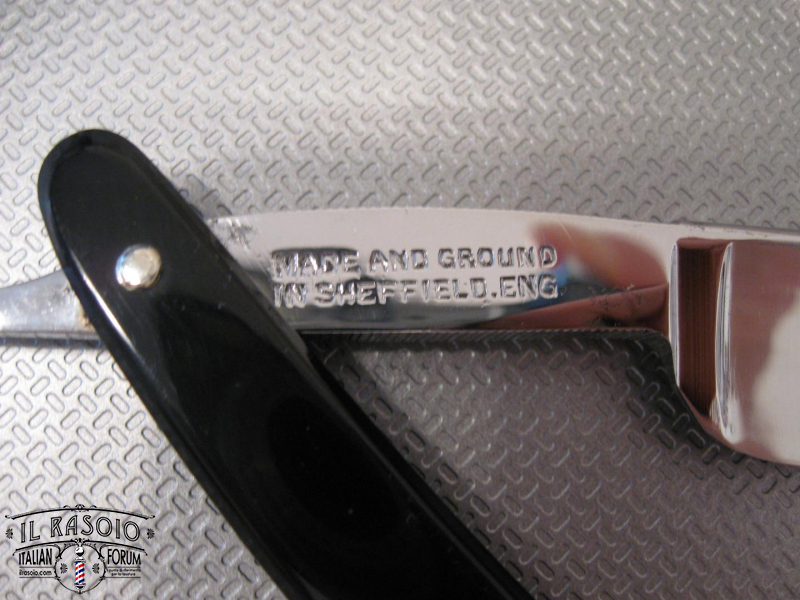 MADE AND GROUND
IN SHEFFIELD.ENG
IL RASOIO
ITALIAN FORUM
ilrasoio.com